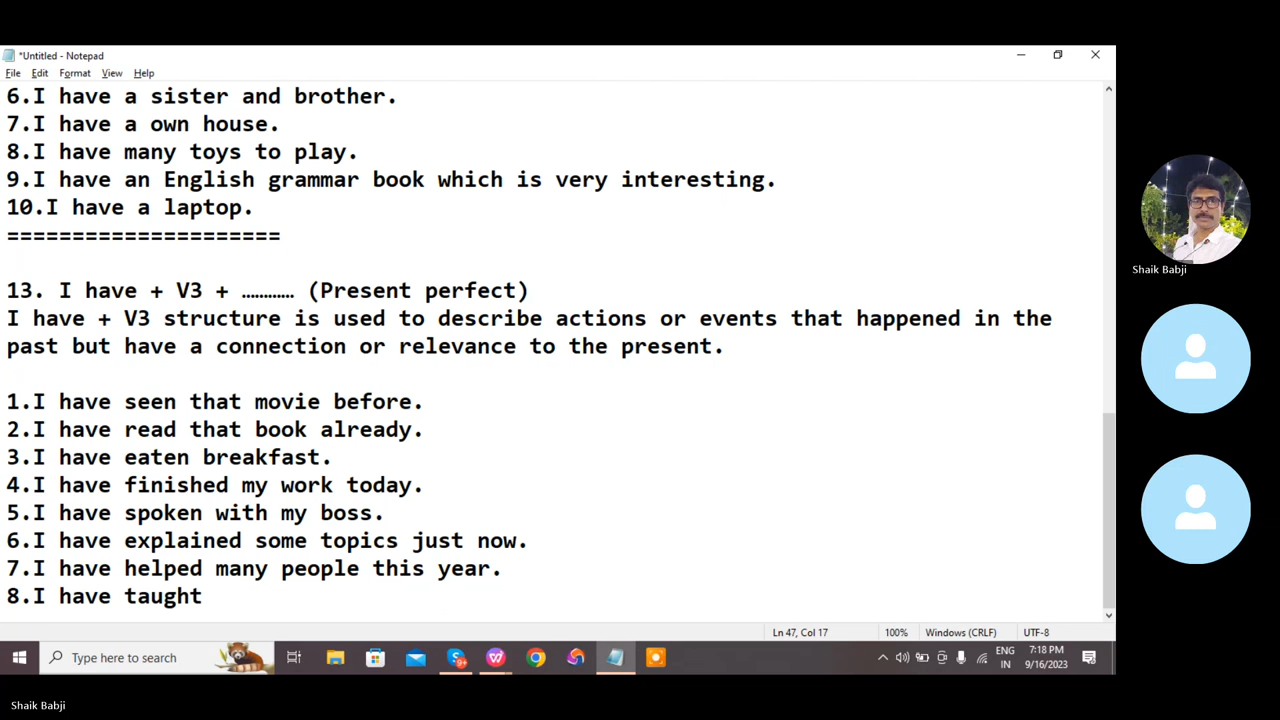 *Untitled - Notepad
File Edit Format View Help
6.I have a sister and brother.
7.I have a own house.
8.I have many toys to play.
9.I have an English grammar book which is very interesting.
10.I have a laptop.
=====================
13. I have + V3 + ………… (Present perfect)
I have + V3 structure is used to describe actions or events that happened in the
past but have a connection or relevance to the present.
1.I have seen that movie before.
2.I have read that book already.
3.I have eaten breakfast.
4.I have finished my work today.
5.I have spoken with my boss.
6.I have explained some topics just now.
7.I have helped many people this year.
8.I have taught
Ln 47, Col 17 100% Windows (CRLF) UTF-8
Type here to search
ENG
IN
7:18 PM
9/16/2023
Shaik Babji
Shaik Babji